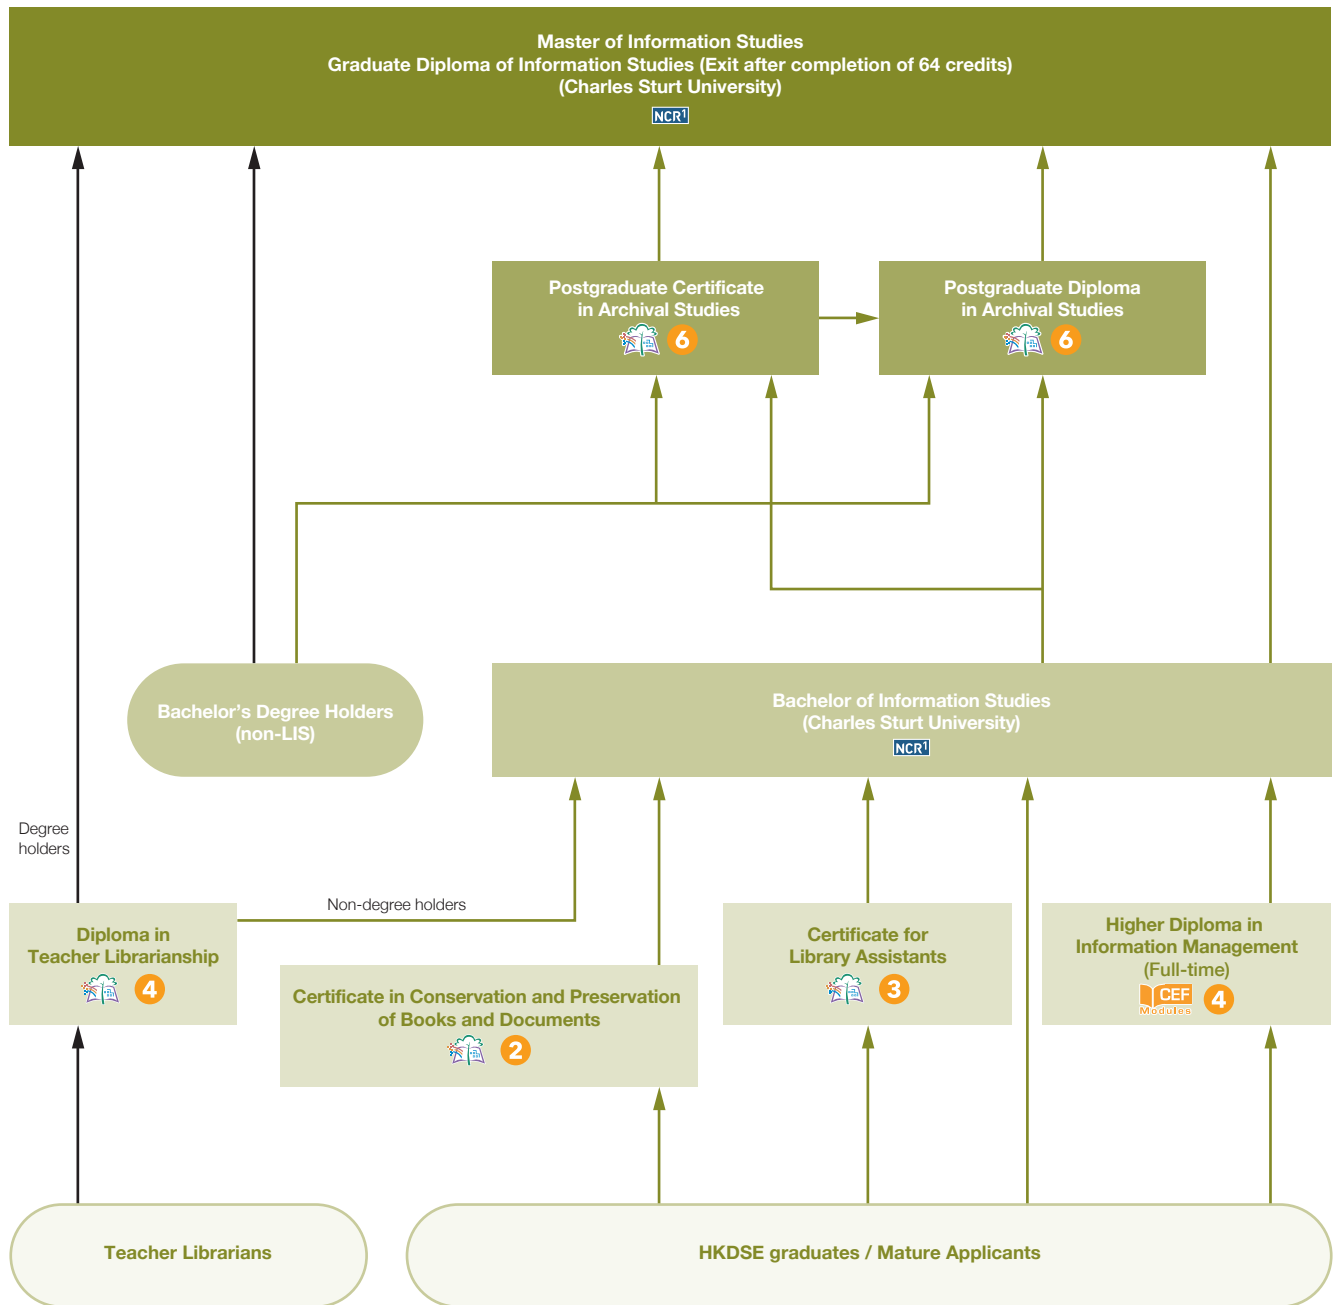 Master of Information Studies
Graduate Diploma of Information Studies (Exit after completion of 64 credits)
(Charles Sturt University)
NCR1
Postgraduate Certificate
in Archival Studies
6
Postgraduate Diploma
in Archival Studies
6
Bachelor's Degree Holders
(non-LIS)
Bachelor of Information Studies
(Charles Sturt University)
NCR1
Degree
holders
Non-degree holders
Diploma in
Teacher Librarianship
4
Certificate in Conservation and Preservation
of Books and Documents
2
Certificate for
Library Assistants
3
Higher Diploma in
Information Management
(Full-time)
CEF
Modules
4
Teacher Librarians
HKDSE graduates / Mature Applicants